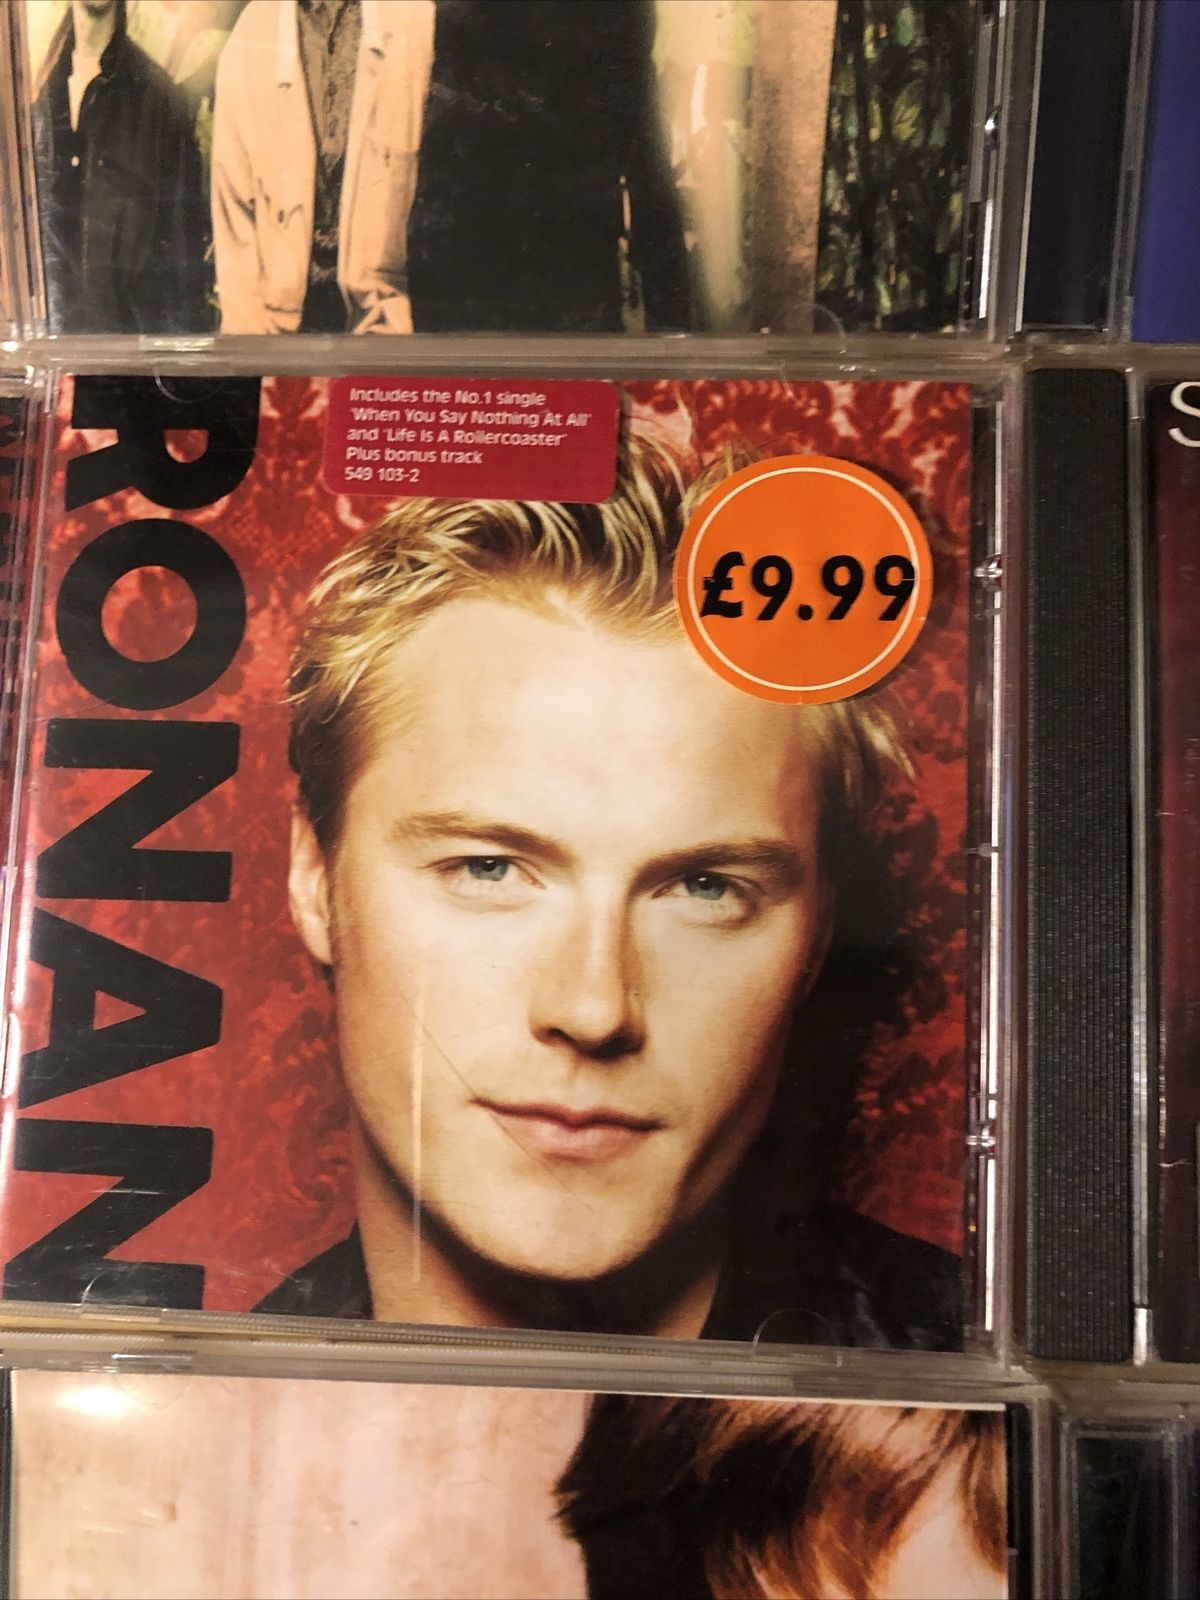 Includes the No.1 single
'When You Say Nothing At All'
and 'Life Is A Rollercoaster'
Plus bonus track
549 103-2
£9.99
RONAN
S